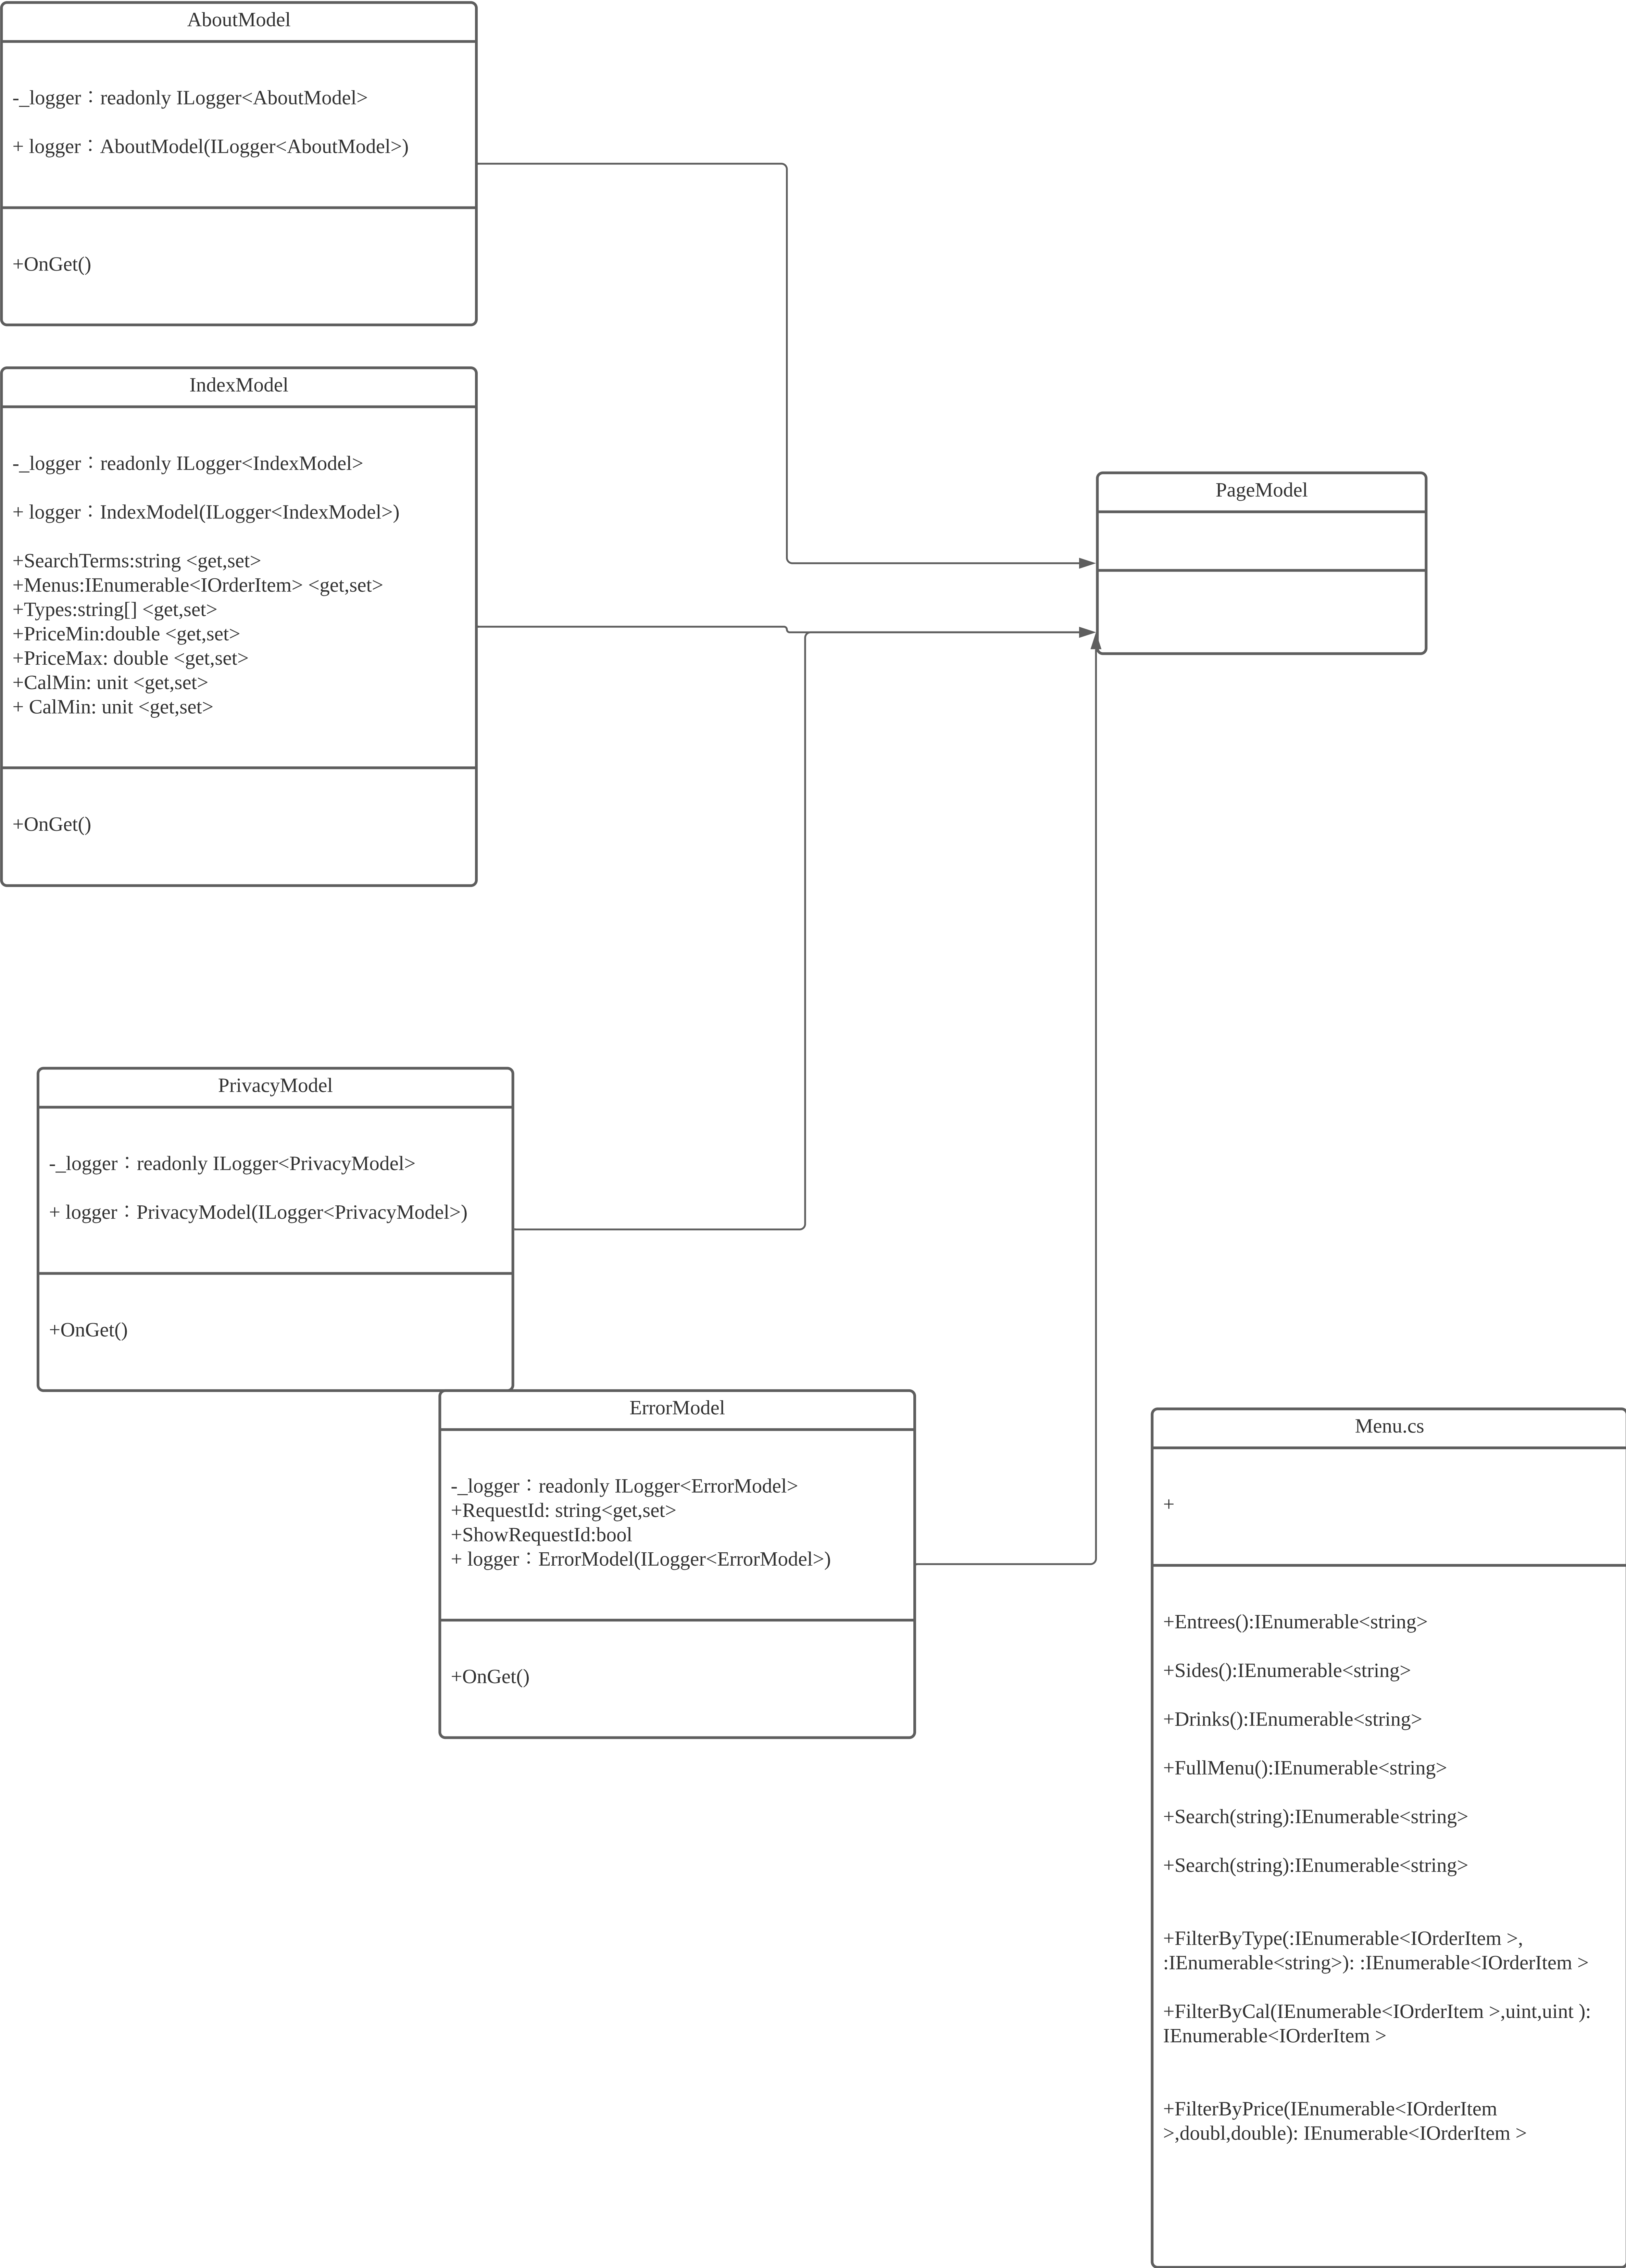 AboutModel
-_logger：readonly ILogger<AboutModel>
+ logger：AboutModel(ILogger<AboutModel>)
+OnGet()
IndexModel
-_logger：readonly ILogger<IndexModel>
+ logger：IndexModel(ILogger<IndexModel>)
+SearchTerms:string <get,set>
+Menus:IEnumerable<IOrderItem> <get,set>
+Types:string[] <get,set>
+PriceMin:double <get,set>
+PriceMax: double <get,set>
+CalMin: unit <get,set>
+ CalMin: unit <get,set>
+OnGet()
PageModel
PrivacyModel
-_logger：readonly ILogger<PrivacyModel>
+ logger：PrivacyModel(ILogger<PrivacyModel>)
+OnGet()
ErrorModel
-_logger：readonly ILogger<ErrorModel>
+RequestId: string<get,set>
+ShowRequestId:bool
+ logger：ErrorModel(ILogger<ErrorModel>)
+OnGet()
Menu.cs
+
+Entrees():IEnumerable<string>
+Sides():IEnumerable<string>
+Drinks():IEnumerable<string>
+FullMenu():IEnumerable<string>
+Search(string):IEnumerable<string>
+Search(string):IEnumerable<string>
+FilterByType(:IEnumerable<IOrderItem >,
:IEnumerable<string>): :IEnumerable<IOrderItem >
+FilterByCal(IEnumerable<IOrderItem >,uint,uint ):
IEnumerable<IOrderItem >
+FilterByPrice(IEnumerable<IOrderItem
>,doubl,double): IEnumerable<IOrderItem >